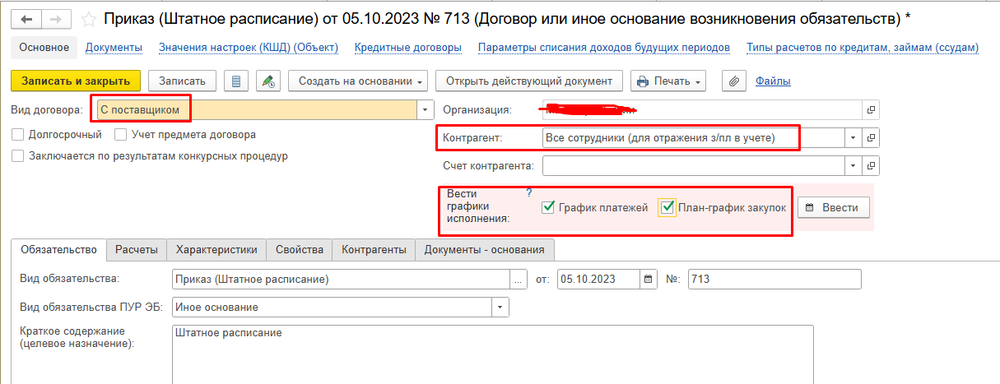 Приказ (Штатное расписание) от 05.10.2023 № 713 (Договор или иное основание возникновения обязательств) *
Основное Документы Значения настроек (КШД) (Объект) Кредитные договоры Параметры списания доходов будущих периодов Типы расчетов по кредитам, займам (ссудам)
Записать и закрыть Записать Создать на основании Открыть действующий документ Печать Файлы
Вид договора: С поставщиком Организация:
Долгосрочный Учет предмета договора Контрагент: Все сотрудники (для отражения з/пл в учете)
Заключается по результатам конкурсных процедур
Счет контрагента:
Вести ?
графики График платежей План-график закупок Ввести
исполнения:
Обязательство Расчеты Характеристики Свойства Контрагенты Документы - основания
Вид обязательства: Приказ (Штатное расписание) ... от: 05.10.2023 №: 713
Вид обязательства ПУР ЭБ: Иное основание
Краткое содержание Штатное расписание
(целевое назначение):